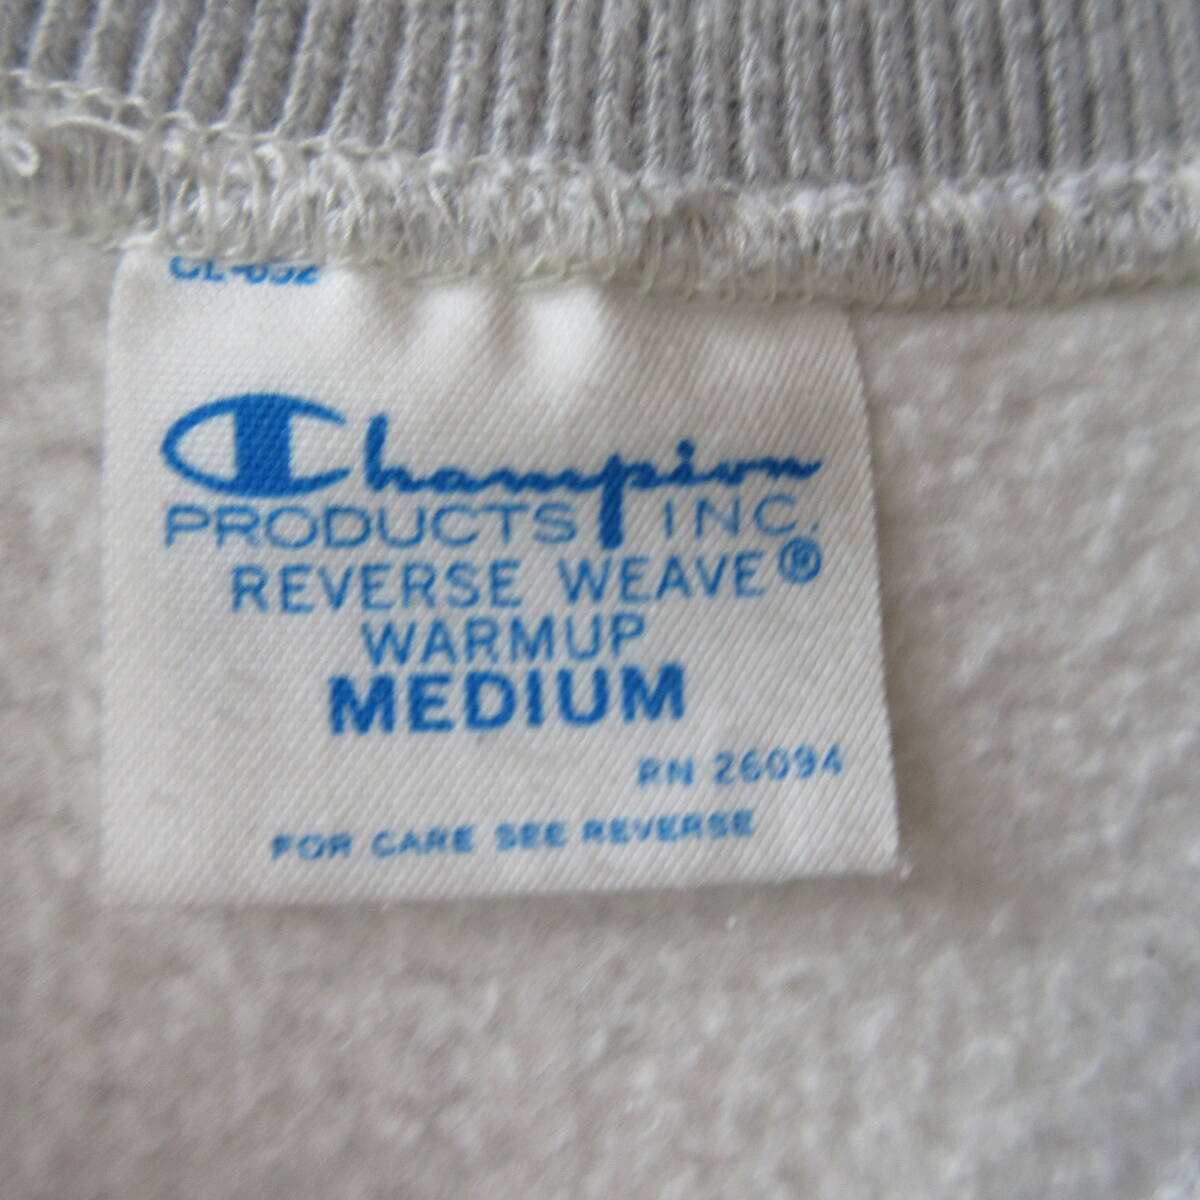 Champion
PRODUCTS INC.
REVERSE WEAVE®
WARMUP
MEDIUM
RN 26094
FOR CARE SEE REVERSE